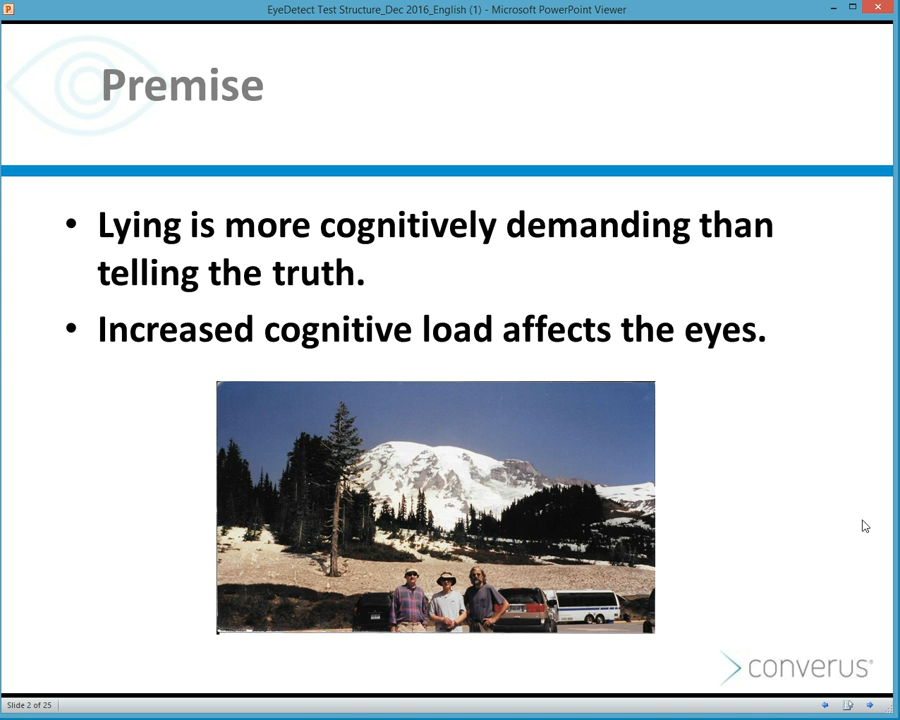 EyeDetect Test Structure_Dec 2016_English (1) - Microsoft PowerPoint Viewer
Premise
• Lying is more cognitively demanding than
telling the truth.
• Increased cognitive load affects the eyes.
converus®
Slide 2 of 25